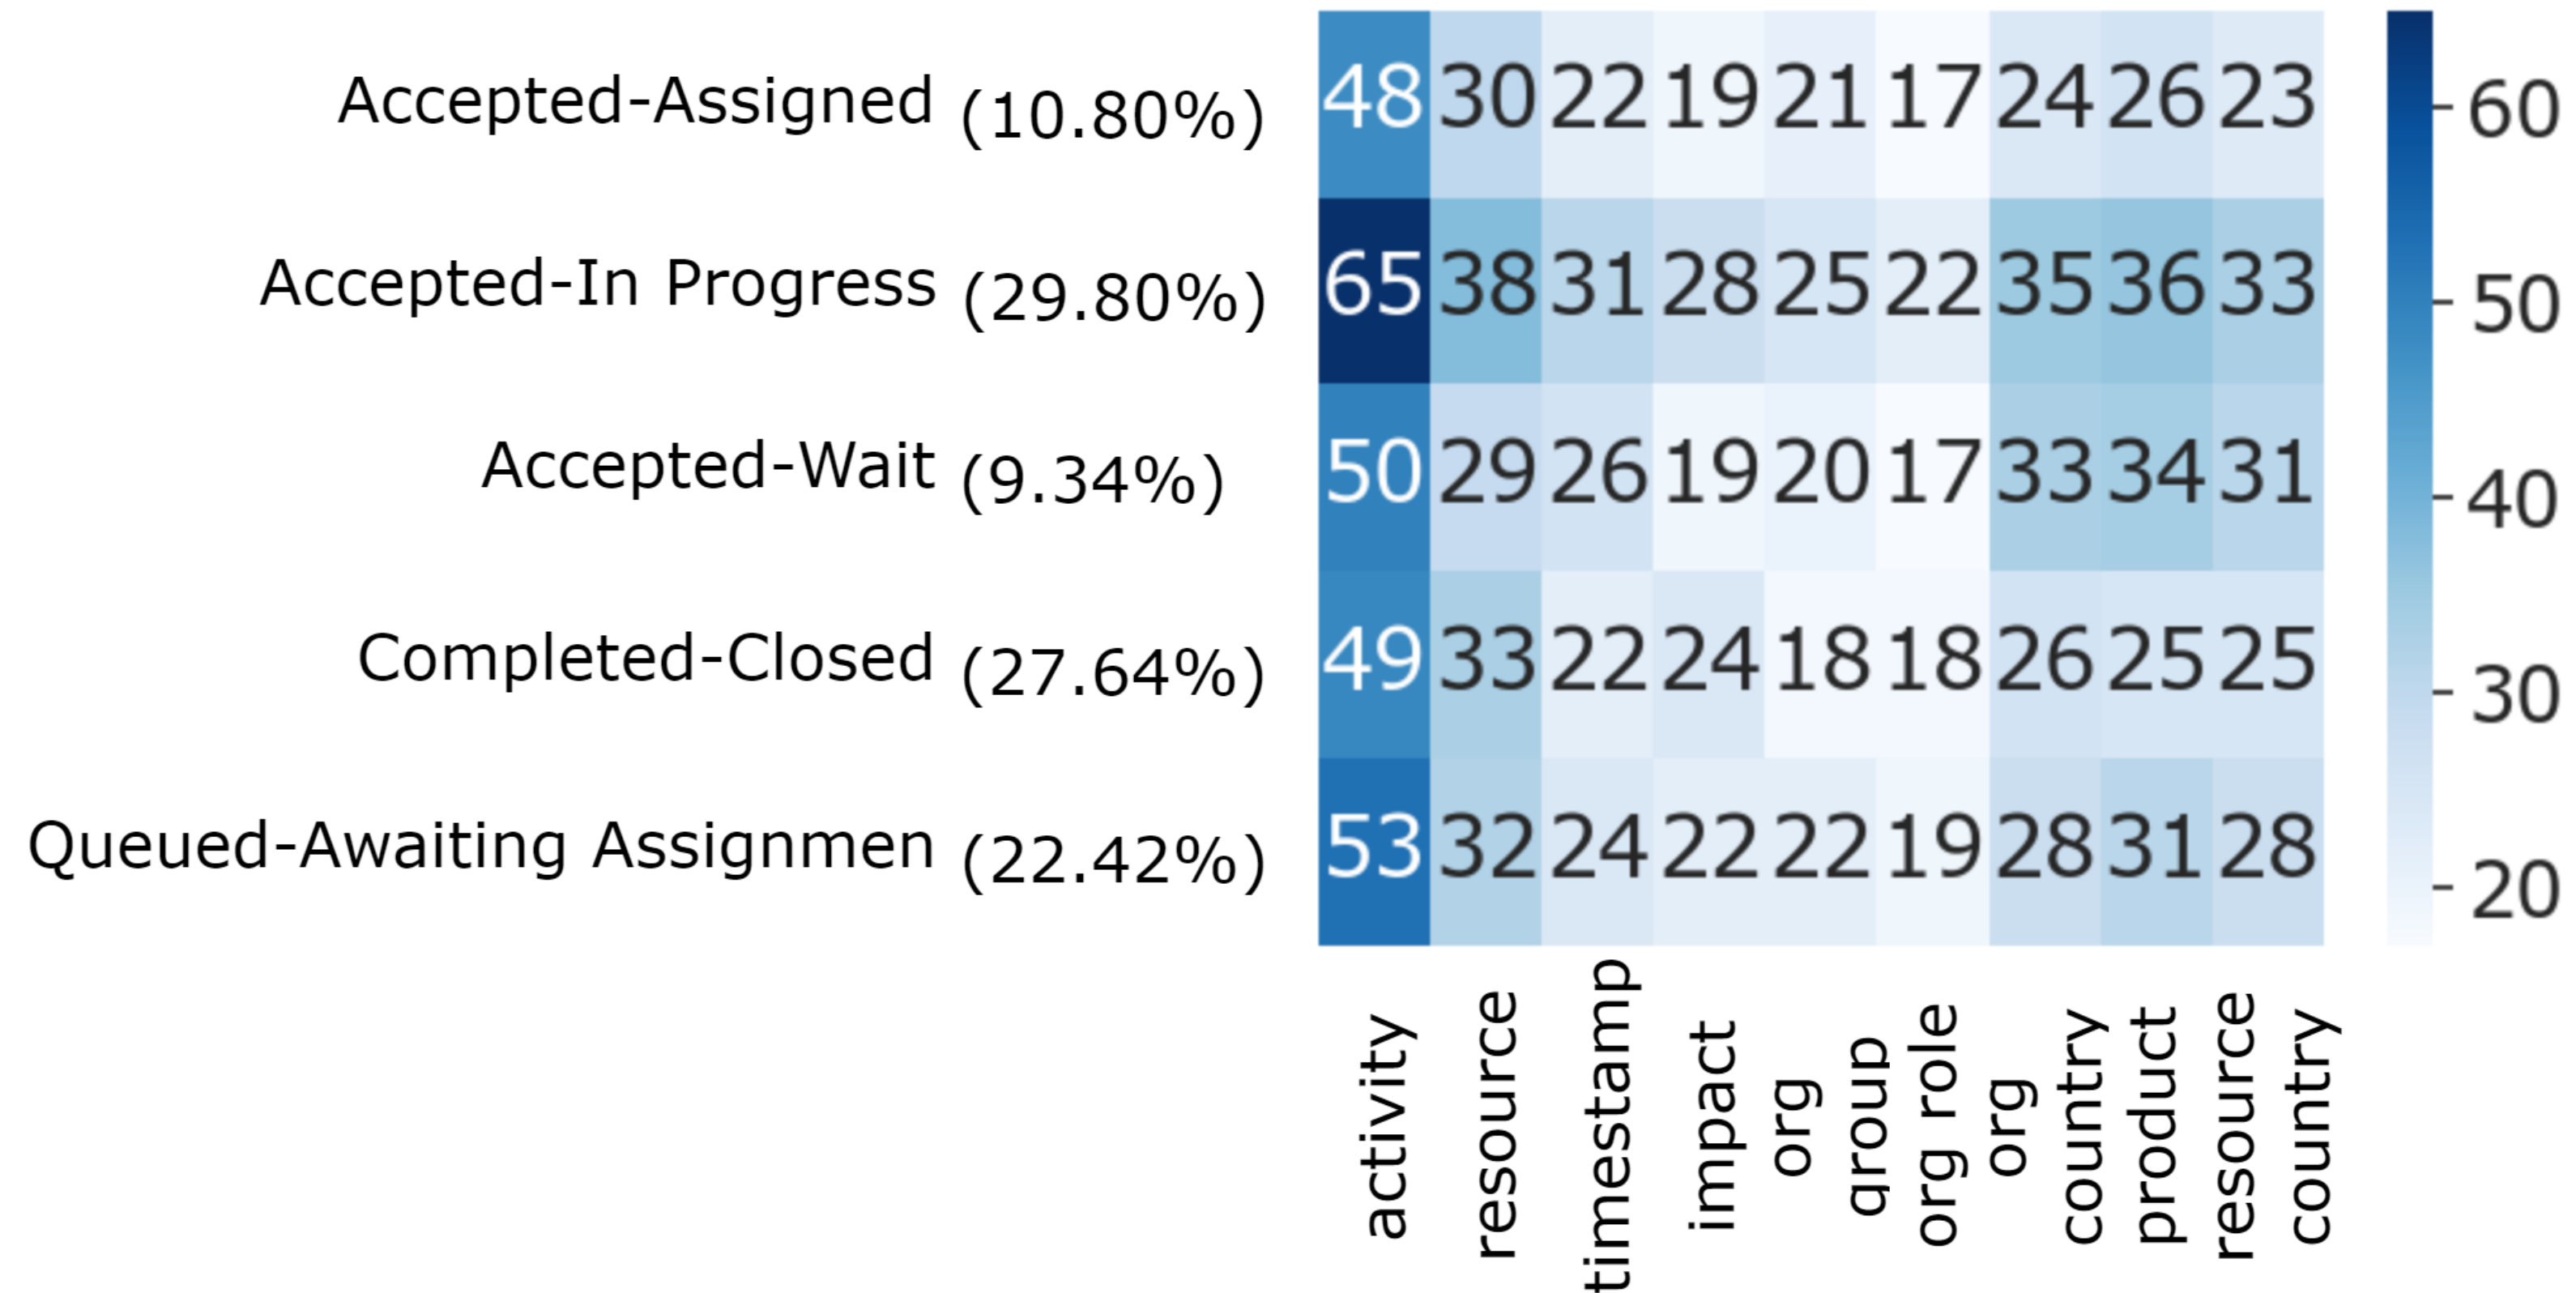 Accepted-Assigned (10.80%) 48 30 22 19 21 17 24 26 23
Accepted-In Progress (29.80%) 65 38 31 28 25 22 35 36 33
Accepted-Wait (9.34%) 50 29 26 19 20 17 33 34 31
Completed-Closed (27.64%) 49 33 22 24 18 18 26 25 25
Queued-Awaiting Assignmen (22.42%) 53 32 24 22 22 19 28 31 28
60
50
40
30
20
activity
resource
timestamp
impact
org
group
org role
org
country
product
resource
country